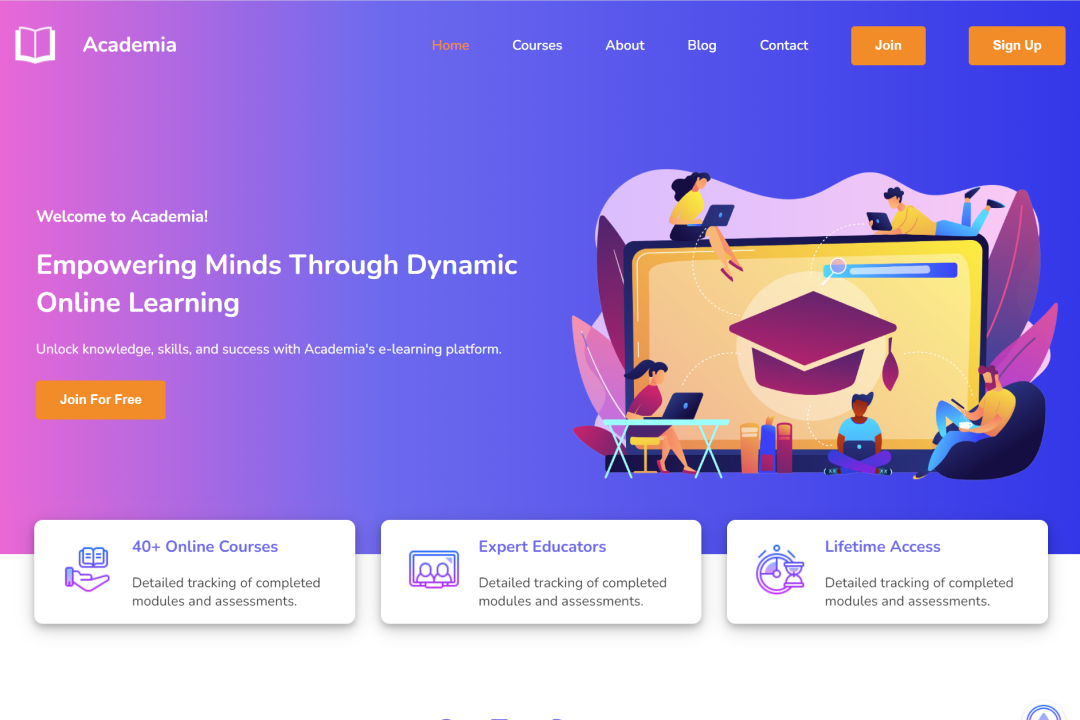 Academia
Home
Courses
About
Blog
Contact
Join
Sign Up
Welcome to Academia!
Empowering Minds Through Dynamic
Online Learning
Unlock knowledge, skills, and success with Academia's e-learning platform.
Join For Free
40+ Online Courses
Detailed tracking of completed
modules and assessments.
Expert Educators
Detailed tracking of completed
modules and assessments.
Lifetime Access
Detailed tracking of completed
modules and assessments.